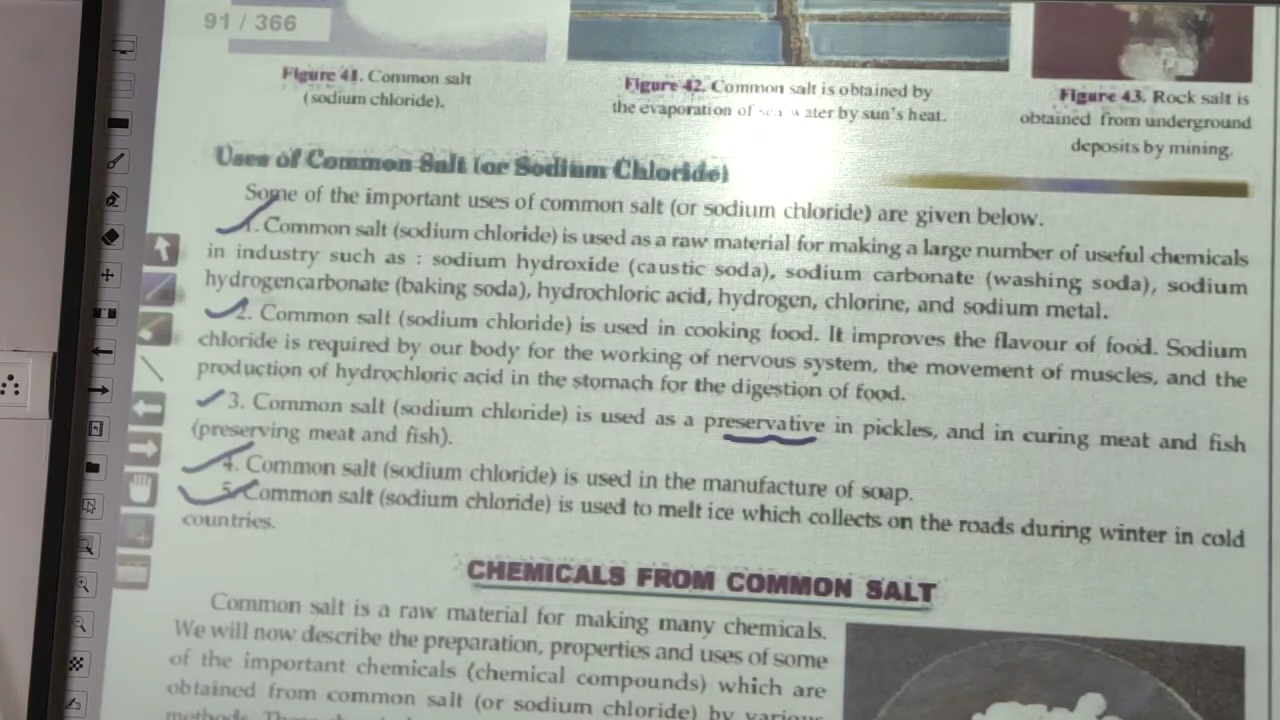 91 / 366
Figure 41. Common salt
(sodium chloride).
Figure 42. Common salt is obtained by
the evaporation of sea water by sun's heat.
Figure 43. Rock salt is
obtained from underground
deposits by mining.
Uses of Common Salt (or Sodium Chloride)
Some of the important uses of common salt (or sodium chloride) are given below.
1. Common salt (sodium chloride) is used as a raw material for making a large number of useful chemicals
in industry such as : sodium hydroxide (caustic soda), sodium carbonate (washing soda), sodium
hydrogencarbonate (baking soda), hydrochloric acid, hydrogen, chlorine, and sodium metal.
2. Common salt (sodium chloride) is used in cooking food. It improves the flavour of food. Sodium
chloride is required by our body for the working of nervous system, the movement of muscles, and the
production of hydrochloric acid in the stomach for the digestion of food.
3. Common salt (sodium chloride) is used as a preservative in pickles, and in curing meat and fish
(preserving meat and fish).
4. Common salt (sodium chloride) is used in the manufacture of soap.
5. Common salt (sodium chloride) is used to melt ice which collects on the roads during winter in cold
countries.
CHEMICALS FROM COMMON SALT
Common salt is a raw material for making many chemicals.
We will now describe the preparation, properties and uses of some
of the important chemicals (chemical compounds) which are
obtained from common salt (or sodium chloride) by various
methods.